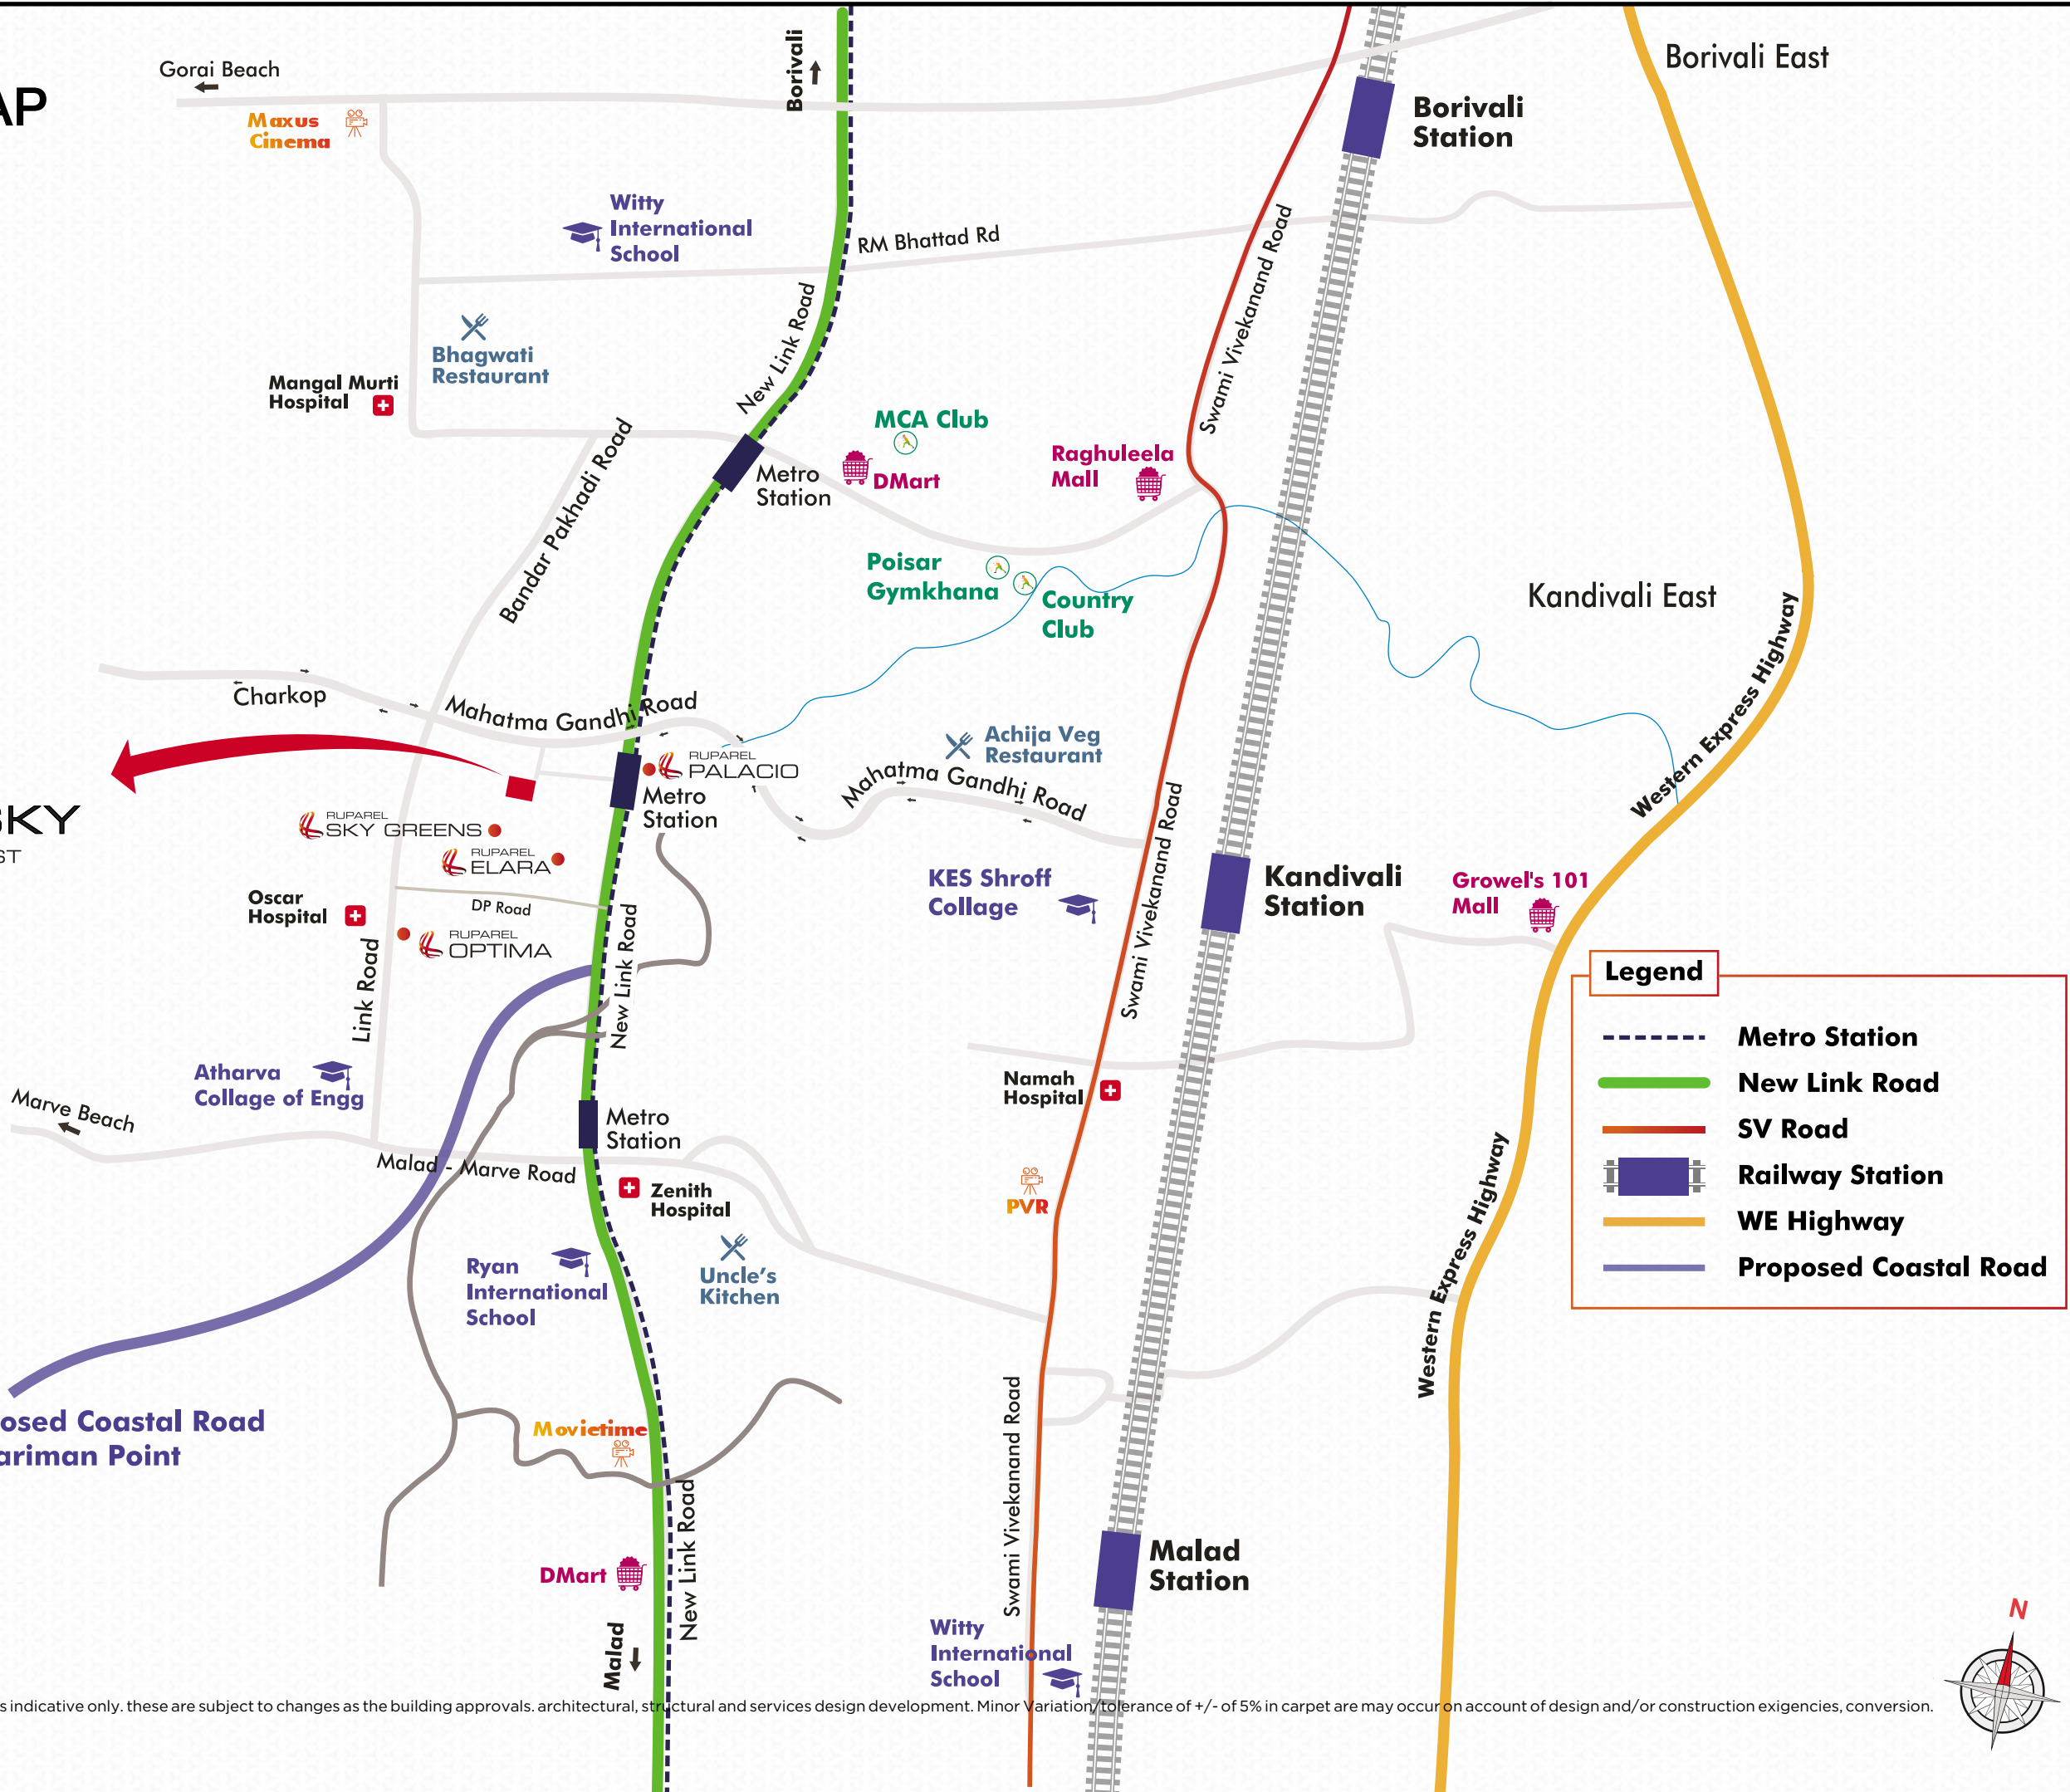 AP
Gorai Beach
Maxus
Cinema
Borivali
Borivali East
Borivali
Station
Witty
International
School
RM Bhattad Rd
New Link Road
Swami Vivekanand Road
Bhagwati
Restaurant
Mangal Murti
Hospital
Bandar Pakhadi Road
Metro
Station
MCA Club
DMart
Raghuleela
Mall
Poisar
Gymkhana
Country
Club
Kandivali East
Western Express Highway
Charkop
Mahatma Gandhi Road
RUPAREL
PALACIO
Metro
Station
Achija Veg
Restaurant
Mahatma Gandhi Road
SKY
ST
RUPAREL
SKY GREENS
RUPAREL
ELARA
DP Road
Oscar
Hospital
RUPAREL
OPTIMA
Link Road
New Link Road
KES Shroff
Collage
Swami Vivekanand Road
Kandivali
Station
Growel's 101
Mall
Legend
Metro Station
New Link Road
SV Road
Railway Station
WE Highway
Proposed Coastal Road
Atharva
Collage of Engg
Marve Beach
Malad - Marve Road
Metro
Station
Namah
Hospital
Zenith
Hospital
PVR
Western Express Highway
Ryan
International
School
Uncle's
Kitchen
osed Coastal Road
ariman Point
Movietime
Swami Vivekanand Road
New Link Road
DMart
Malad
Malad
Station
Witty
International
School
N
s indicative only. these are subject to changes as the building approvals. architectural, structural and services design development. Minor Variation/tolerance of +/- of 5% in carpet are may occur on account of design and/or construction exigencies, conversion.